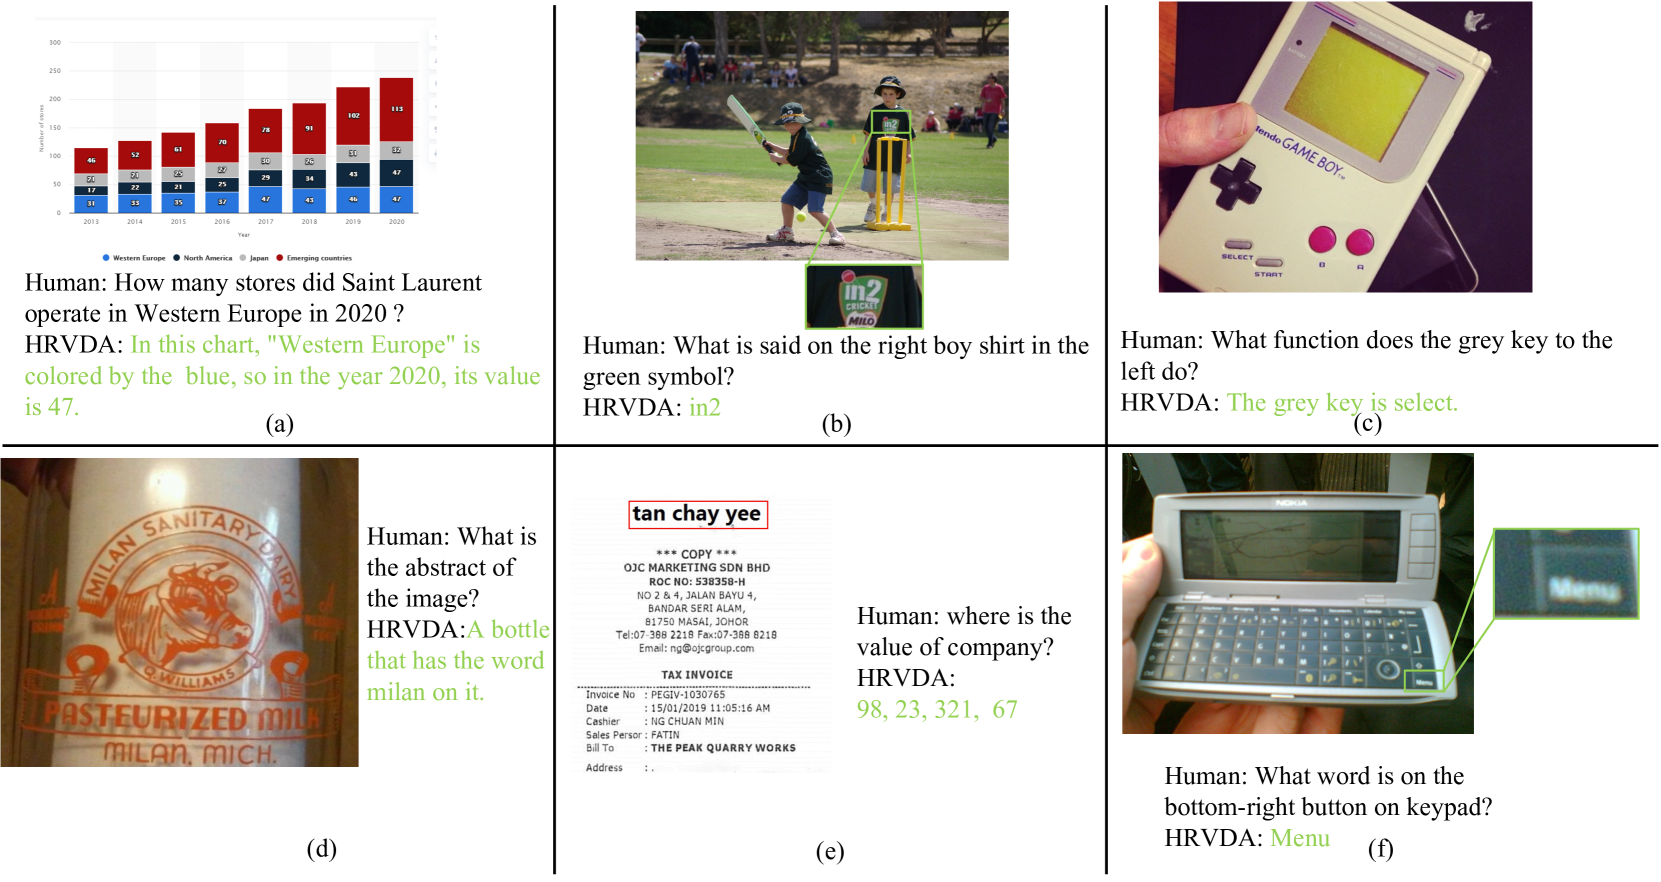 300
250
200
150
100
50
0
Number of stores
46 52 61 70 78 91 102 113
21 21 25 27 30 26 31 32
17 22 21 25 29 34 43 47
31 33 35 37 47 43 46 47
2013 2014 2015 2016 2017 2018 2019 2020
Year
Western Europe North America Japan Emerging countries
Human: How many stores did Saint Laurent
operate in Western Europe in 2020 ?
HRVDA: In this chart, "Western Europe" is
colored by the blue, so in the year 2020, its value
is 47.
(a)
in2
in2
CRICKET
MILO
Human: What is said on the right boy shirt in the
green symbol?
HRVDA: in2
(b)
Nintendo GAME BOY TM
SELECT
START
B A
Human: What function does the grey key to the
left do?
HRVDA: The grey key is select.
(c)
MILAN SANITARY DAIRY
Q. WILLIAMS
PASTEURIZED MILK
MILAN, MICH.
Human: What is
the abstract of
the image?
HRVDA:A bottle
that has the word
milan on it.
(d)
tan chay yee
*** COPY ***
OJC MARKETING SDN BHD
ROC NO: 538358-H
NO 2 & 4, JALAN BAYU 4,
BANDAR SERI ALAM,
81750 MASAI, JOHOR
Tel:07-388 2218 Fax:07-388 8218
Email: ng@ojcgroup.com
TAX INVOICE
Invoice No : PEGIV-1030765
Date : 15/01/2019 11:05:16 AM
Cashier : NG CHUAN MIN
Sales Persor : FATIN
Bill To : THE PEAK QUARRY WORKS
Address : .
Human: where is the
value of company?
HRVDA:
98, 23, 321, 67
(e)
NOKIA
Menu
Menu
Human: What word is on the
bottom-right button on keypad?
HRVDA: Menu
(f)